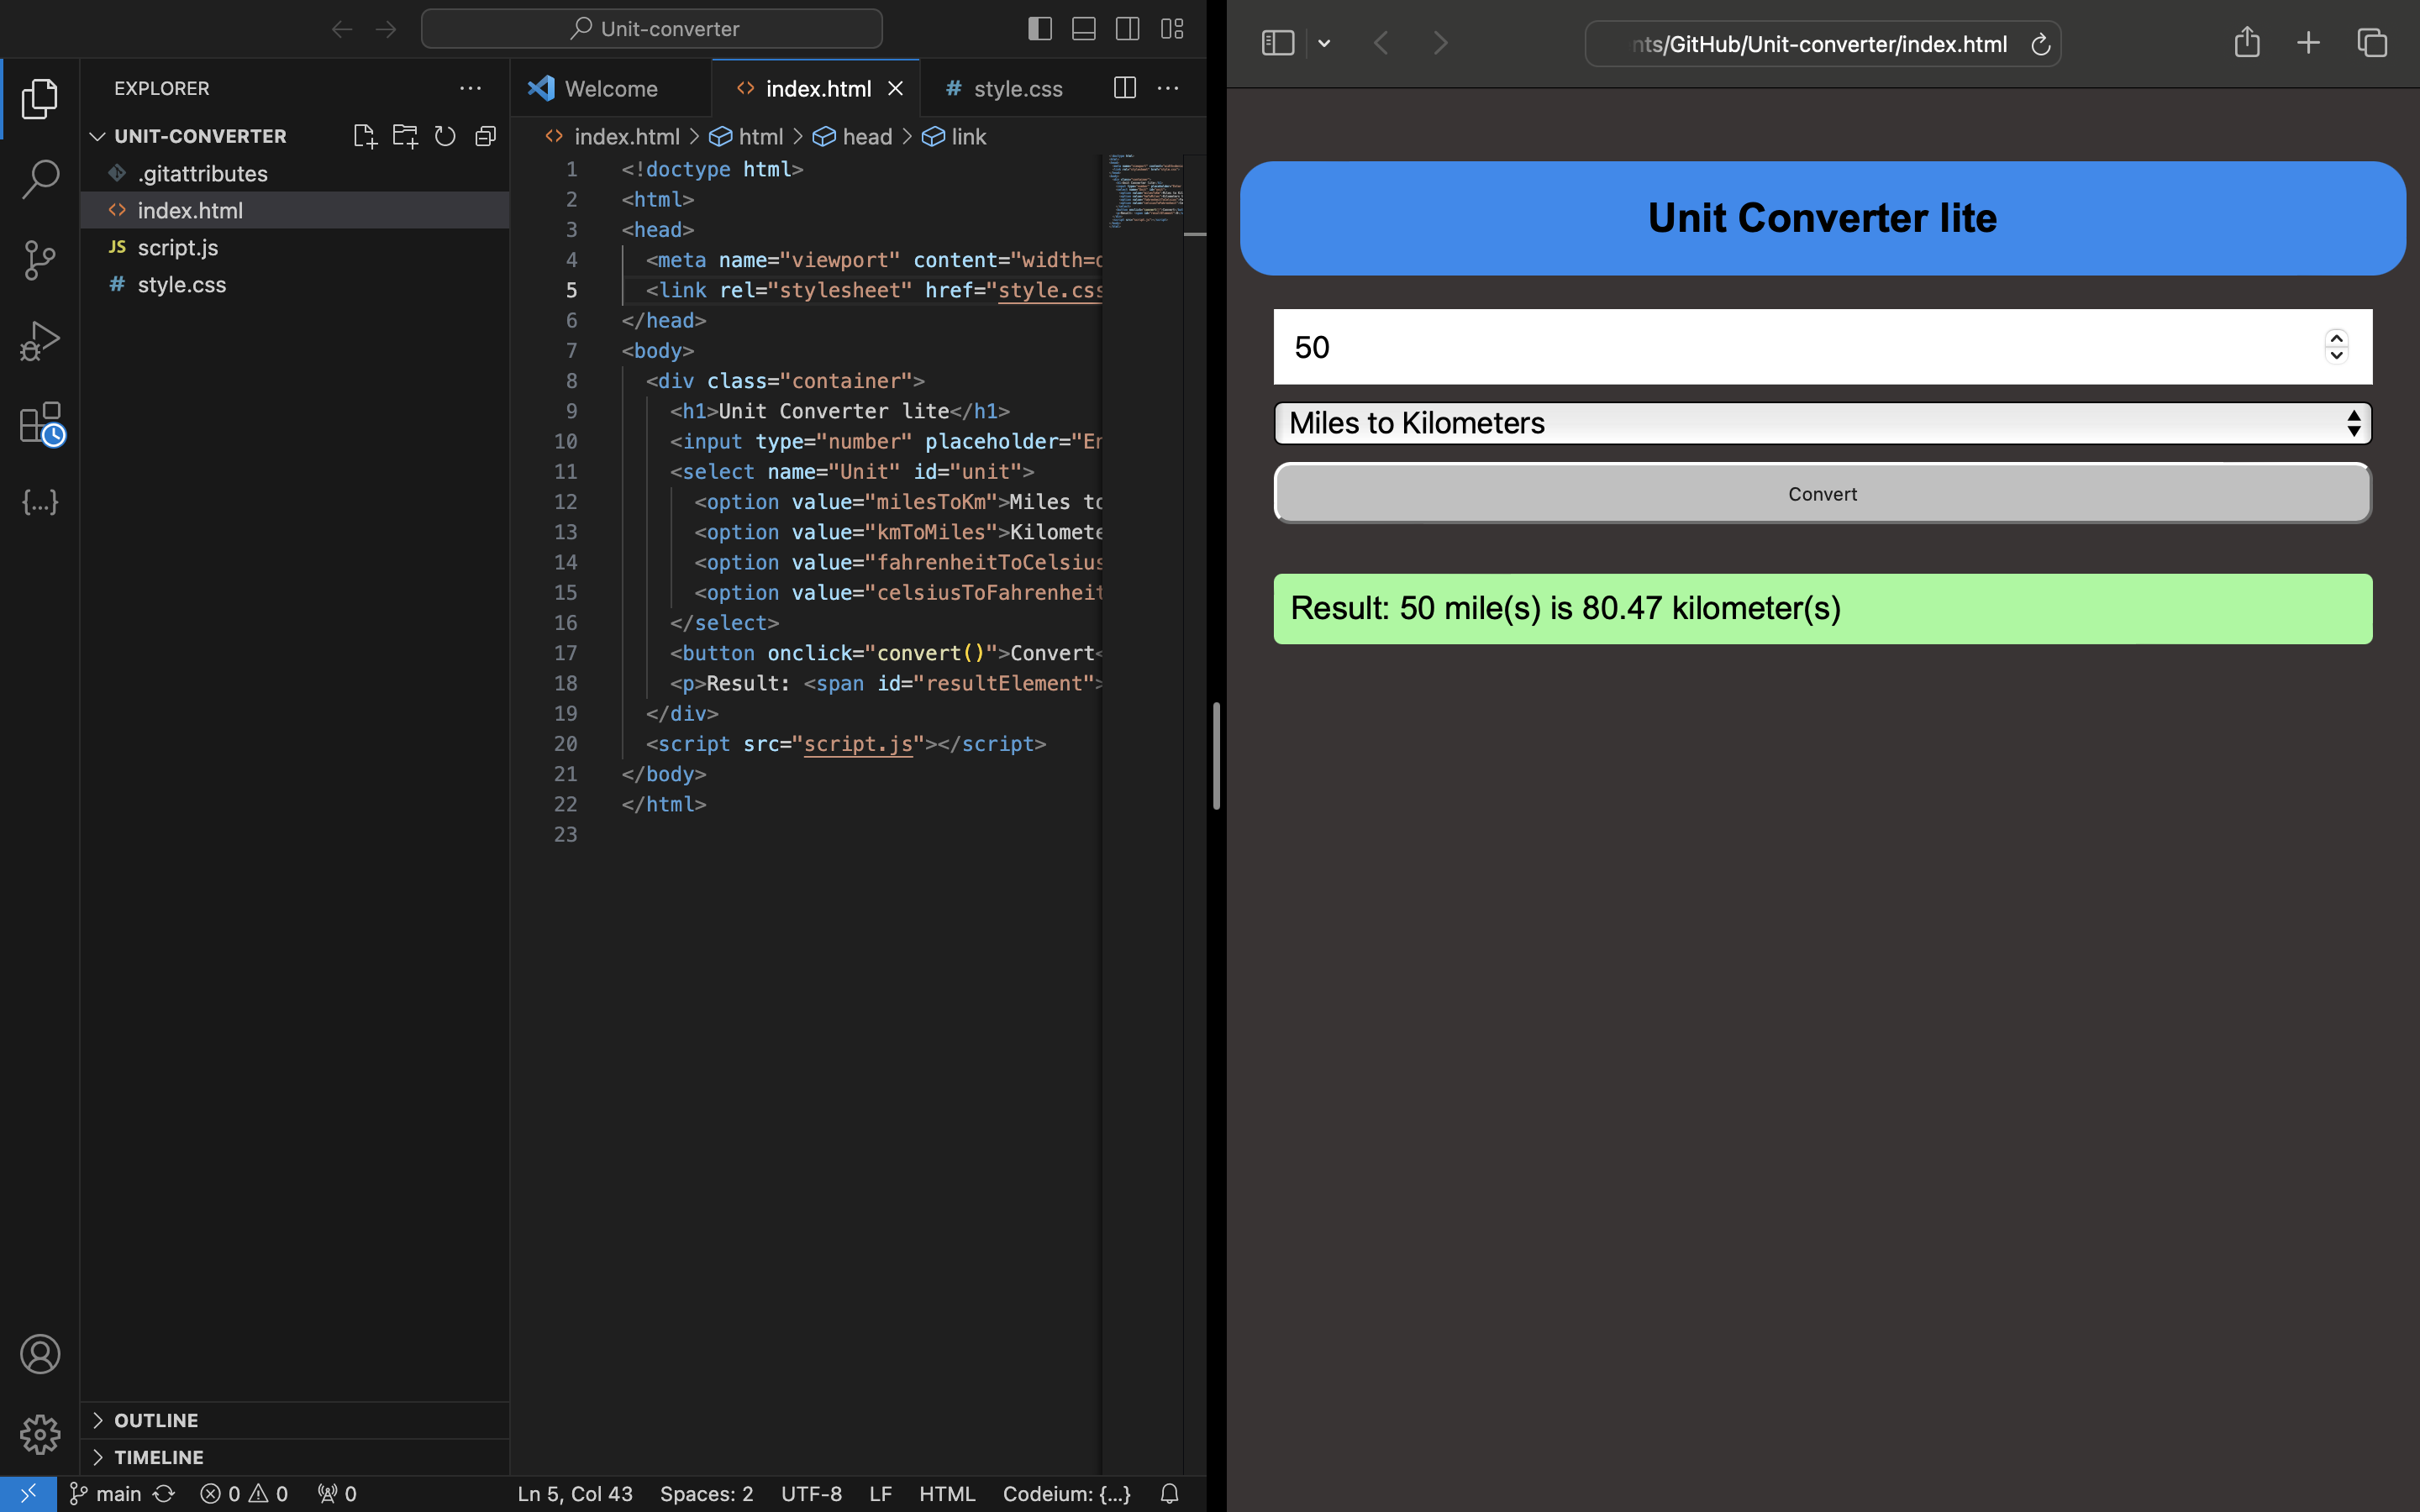 Unit-converter
EXPLORER
UNIT-CONVERTER
.gitattributes
index.html
JS script.js
# style.css
OUTLINE
TIMELINE
Welcome
index.html
# style.css
index.html > html > head > link
1 <!doctype html>
2 <html>
3 <head>
4 <meta name="viewport" content="width=
5 <link rel="stylesheet" href="style.css
6 </head>
7 <body>
8 <div class="container">
9 <h1>Unit Converter lite</h1>
10 <input type="number" placeholder="En
11 <select name="Unit" id="unit">
12 <option value="milesToKm">Miles to
13 <option value="kmToMiles">Kilomete
14 <option value="fahrenheitToCelsius
15 <option value="celsiusToFahrenheit
16 </select>
17 <button onclick="convert()">Convert<
18 <p>Result: <span id="resultElement">
19 </div>
20 <script src="script.js"></script>
21 </body>
22 </html>
23
main 0 0 0 Ln 5, Col 43 Spaces: 2 UTF-8 LF HTML Codeium: {...}
nts/GitHub/Unit-converter/index.html
Unit Converter lite
50
Miles to Kilometers
Convert
Result: 50 mile(s) is 80.47 kilometer(s)